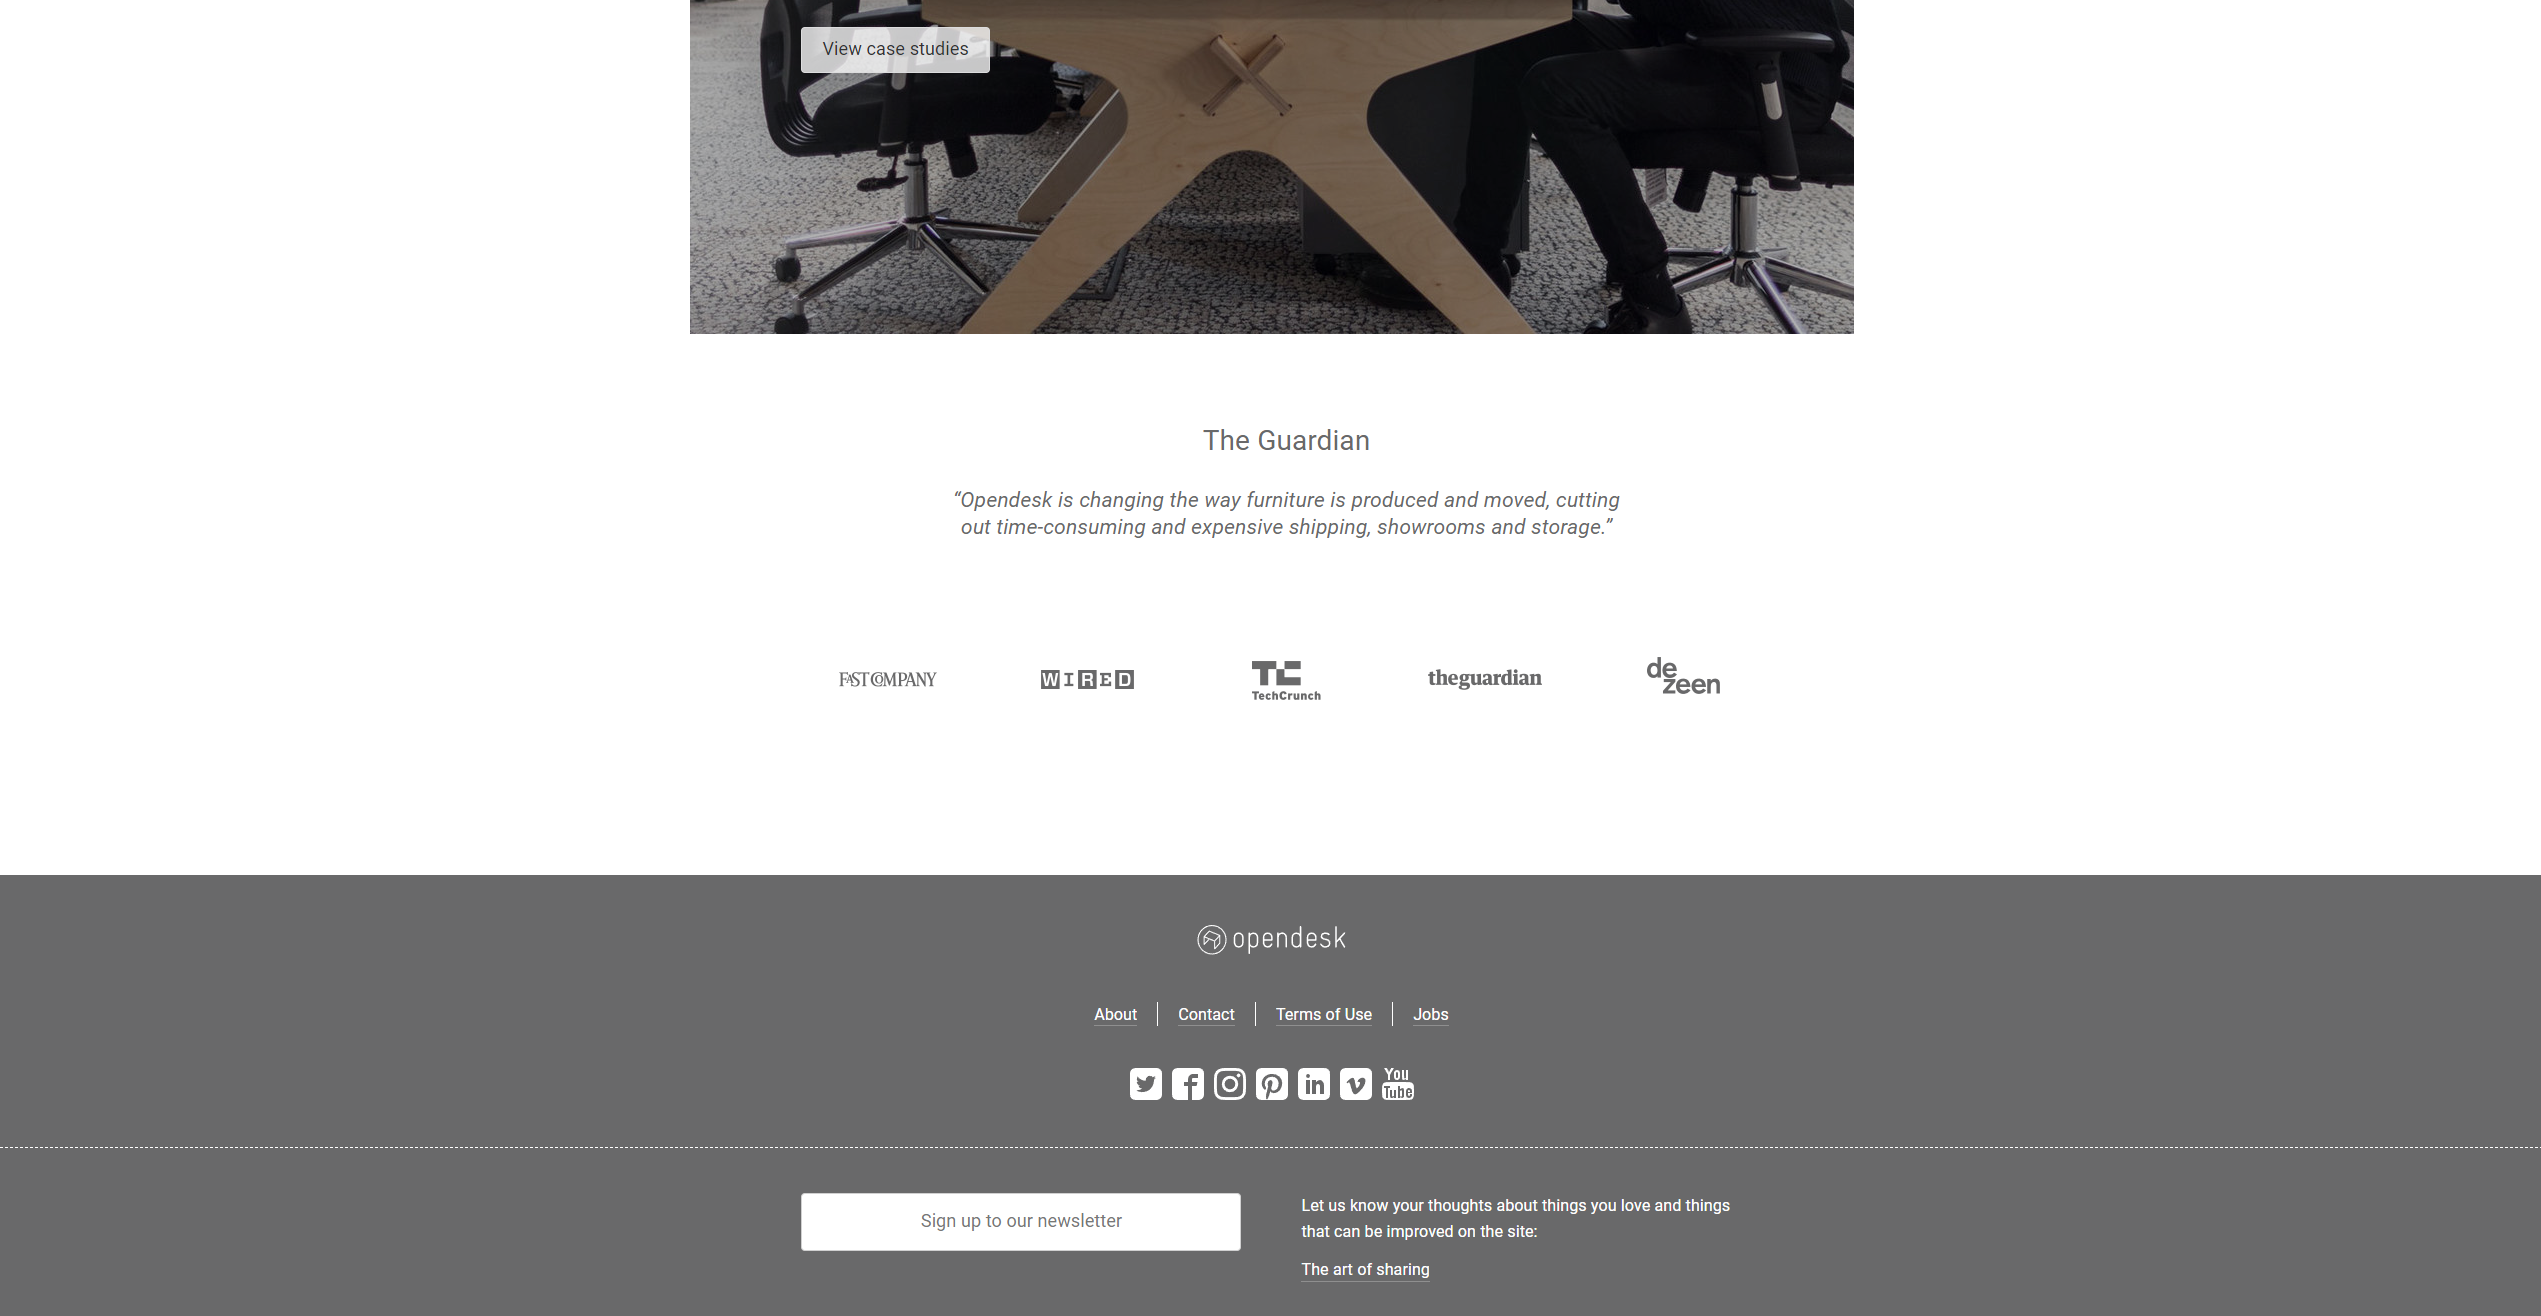 View case studies
The Guardian
“Opendesk is changing the way furniture is produced and moved, cutting
out time-consuming and expensive shipping, showrooms and storage.”
FAST COMPANY
WIRED
TC
TechCrunch
theguardian
de
zeen
opendesk
About
Contact
Terms of Use
Jobs
You
Tube
Sign up to our newsletter
Let us know your thoughts about things you love and things
that can be improved on the site:
The art of sharing